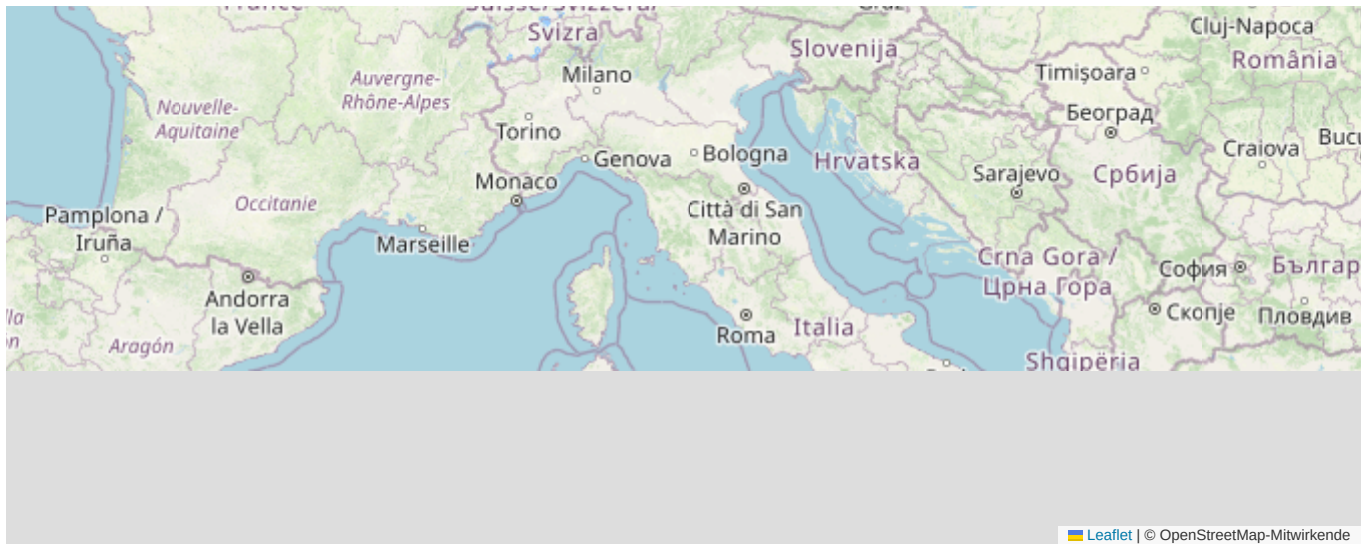 Svizra
Slovenija
Cluj-Napoca
România
Milano
Timișoara
Auvergne-
Rhône-Alpes
Nouvelle-
Aquitaine
Београд
Torino
Genova
Bologna
Hrvatska
Craiova
Sarajevo
Србија
Monaco
Occitanie
Pamplona /
Iruña
Marseille
Città di San
Marino
Crna Gora /
Црна Гора
София
Българ
Andorra
la Vella
Скопје
Пловдив
Roma
Italia
Aragón
Shqipëria
Leaflet | © OpenStreetMap-Mitwirkende